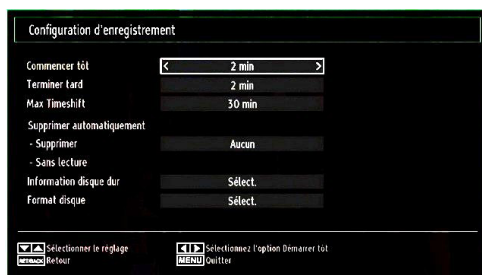 Configuration d'enregistrement
Commencer tôt < 2 min >
Terminer tard 2 min
Max Timeshift 30 min
Supprimer automatiquement
- Supprimer Aucun
- Sans lecture
Information disque dur Sélect.
Format disque Sélect.
Sélectionner le réglage Sélectionnez l'option Démarrer tôt
Retour MENU Quitter